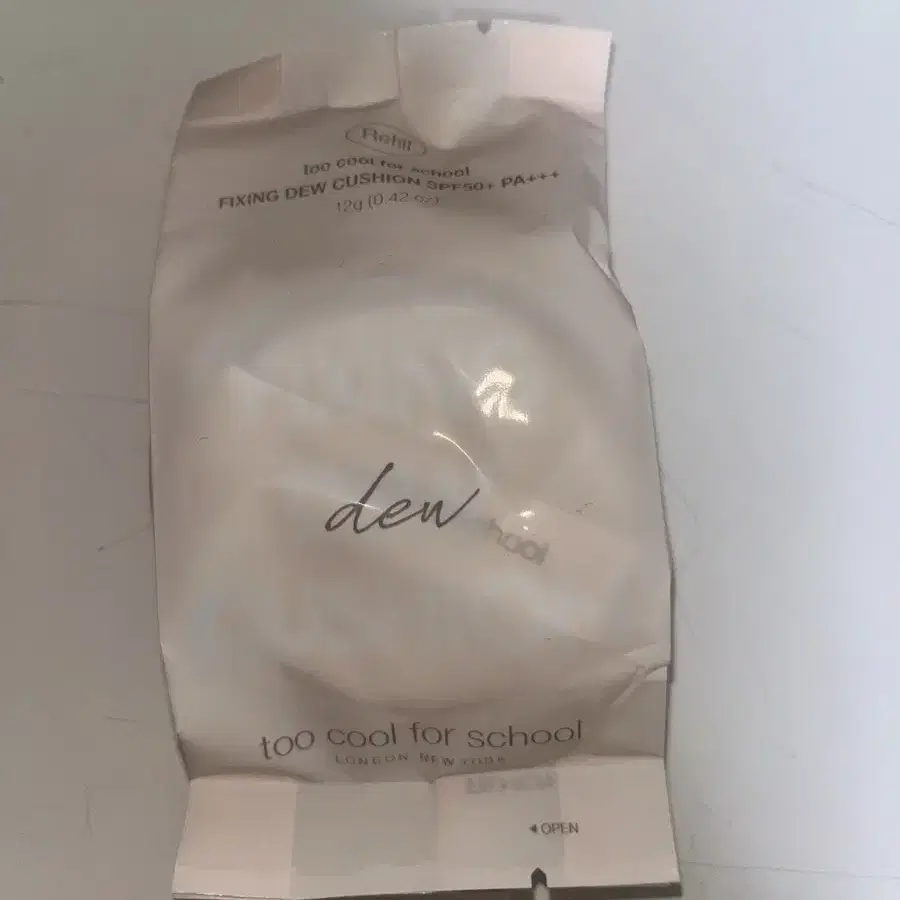 Refill
too cool for school
FIXING DEW CUSHION SPF50+ PA+++
12g (0.42 oz)
dew
hool
too cool for school
LONDON NEW YORK
◀ OPEN